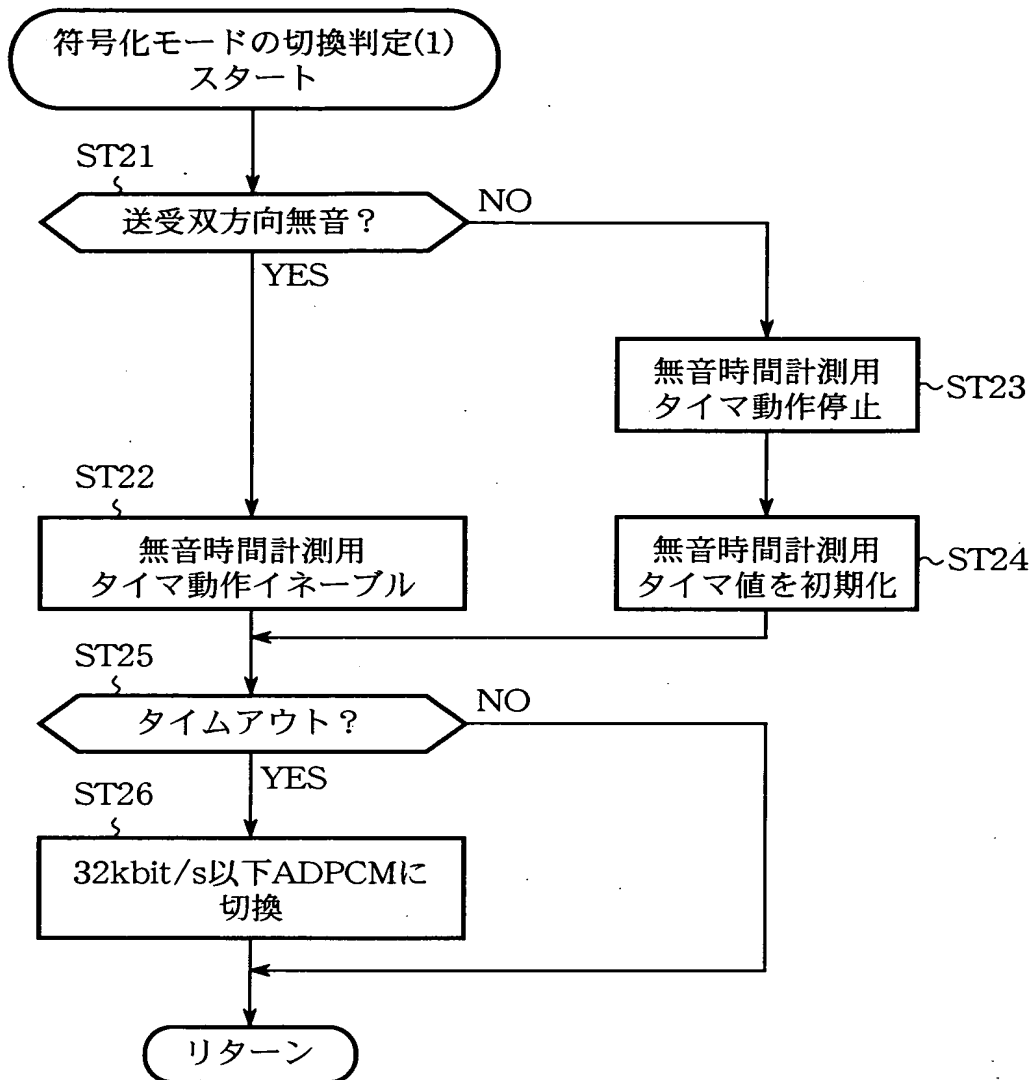 符号化モードの切換判定(1)
スタート
ST21
送受双方向無音?
NO
YES
無音時間計測用
タイマ動作停止
ST23
ST22
無音時間計測用
タイマ動作イネーブル
無音時間計測用
タイマ値を初期化
ST24
ST25
タイムアウト?
NO
YES
ST26
32kbit/s以下ADPCMに
切換
リターン